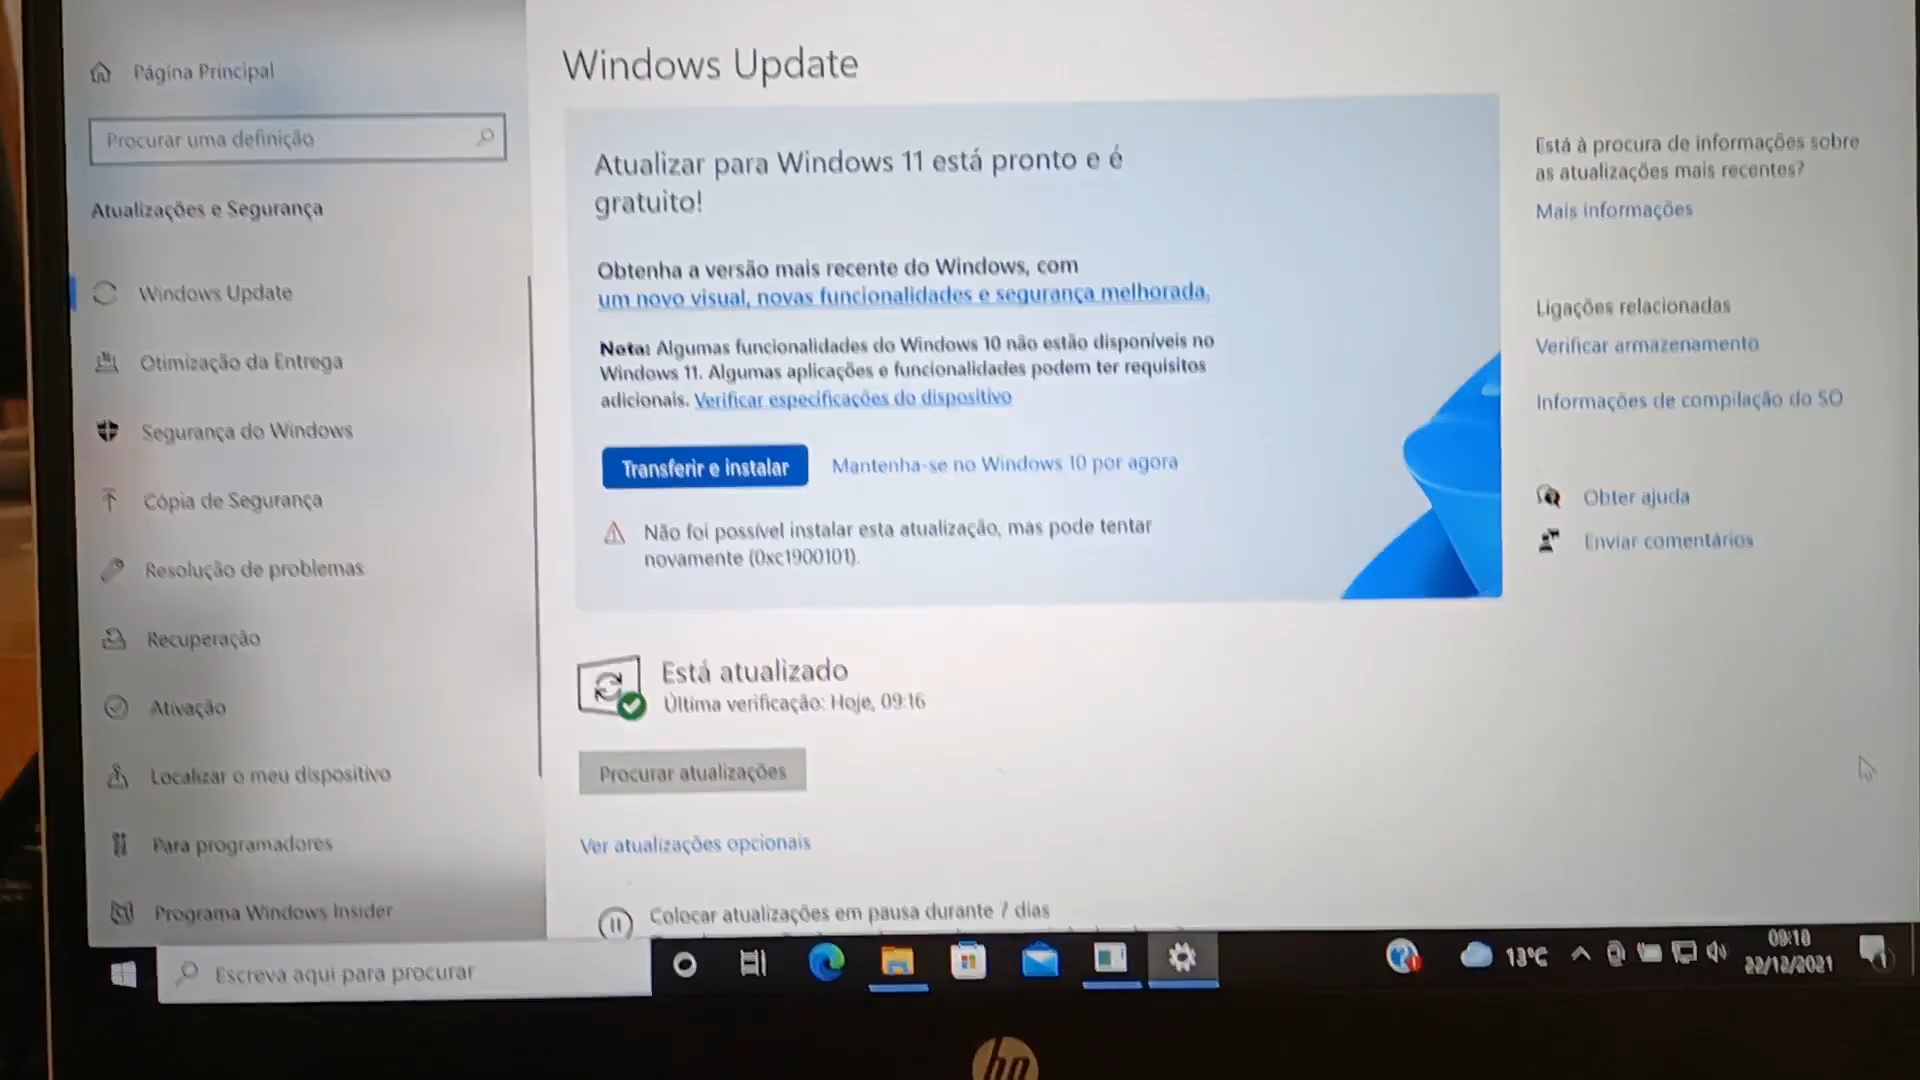 Página Principal
Procurar uma definição
Atualizações e Segurança
Windows Update
Otimização da Entrega
Segurança do Windows
Cópia de Segurança
Resolução de problemas
Recuperação
Ativação
Localizar o meu dispositivo
Para programadores
Programa Windows Insider
Windows Update
Atualizar para Windows 11 está pronto e é
gratuito!
Obtenha a versão mais recente do Windows, com
um novo visual, novas funcionalidades e segurança melhorada.
Nota: Algumas funcionalidades do Windows 10 não estão disponíveis no
Windows 11. Algumas aplicações e funcionalidades podem ter requisitos
adicionais. Verificar especificações do dispositivo
Transferir e instalar
Mantenha-se no Windows 10 por agora
Não foi possível instalar esta atualização, mas pode tentar
novamente (0xc1900101).
Está atualizado
Última verificação: Hoje, 09:16
Procurar atualizações
Ver atualizações opcionais
Colocar atualizações em pausa durante 7 dias
Está à procura de informações sobre
as atualizações mais recentes?
Mais informações
Ligações relacionadas
Verificar armazenamento
Informações de compilação do SO
Obter ajuda
Enviar comentários
Escreva aqui para procurar
13°C
22/12/2021
1
hp